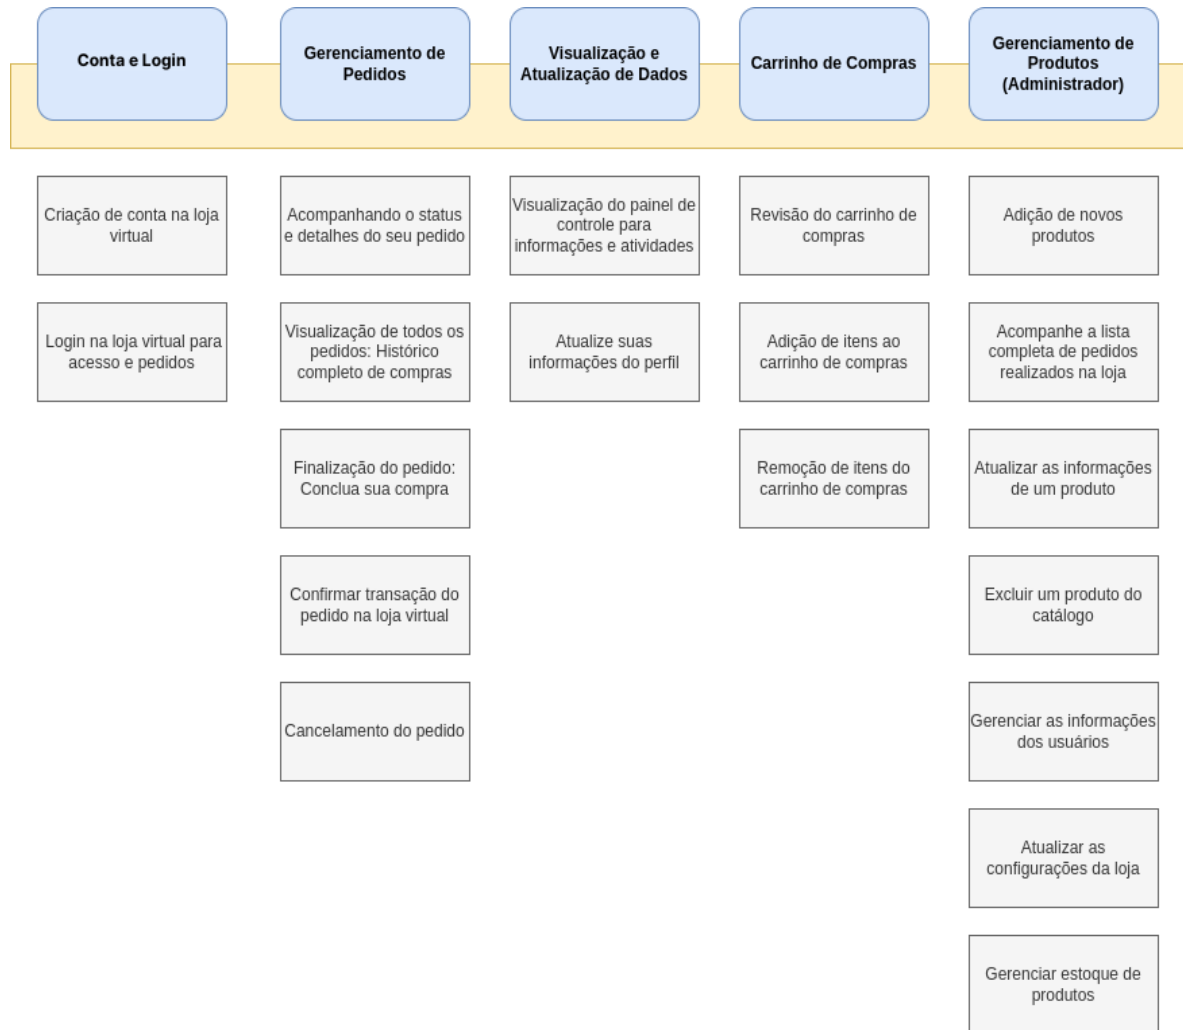 Conta e Login
Gerenciamento de
Pedidos
Visualização e
Atualização de Dados
Carrinho de Compras
Gerenciamento de
Produtos
(Administrador)
Criação de conta na loja
virtual
Acompanhando o status
e detalhes do seu pedido
Visualização do painel de
controle para
informações e atividades
Revisão do carrinho de
compras
Adição de novos
produtos
Login na loja virtual para
acesso e pedidos
Visualização de todos os
pedidos: Histórico
completo de compras
Atualize suas
informações do perfil
Adição de itens ao
carrinho de compras
Acompanhe a lista
completa de pedidos
realizados na loja
Finalização do pedido:
Conclua sua compra
Remoção de itens do
carrinho de compras
Atualizar as informações
de um produto
Confirmar transação do
pedido na loja virtual
Excluir um produto do
catálogo
Cancelamento do pedido
Gerenciar as informações
dos usuários
Atualizar as
configurações da loja
Gerenciar estoque de
produtos